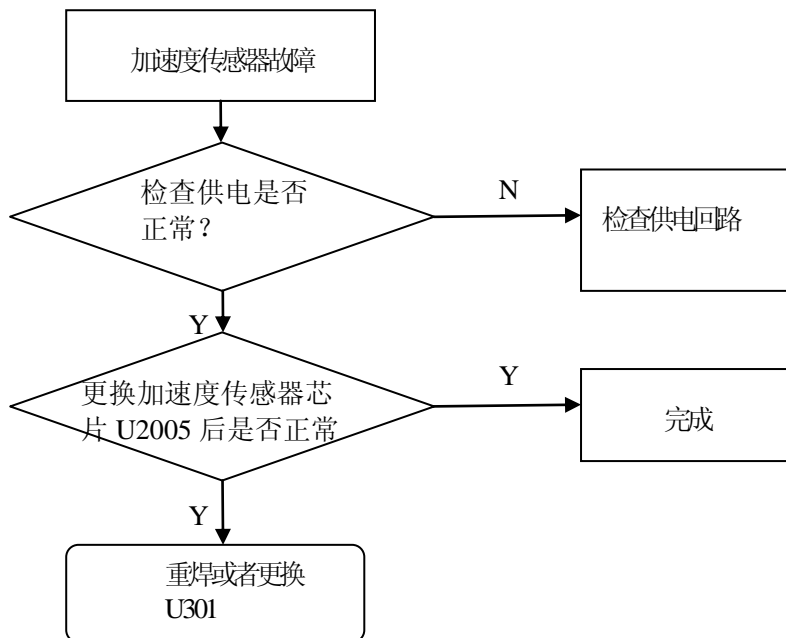 加速度传感器故障
检查供电是否
正常？
N
检查供电回路
Y
更换加速度传感器芯
片 U2005 后是否正常
Y
完成
Y
重焊或者更换
U301